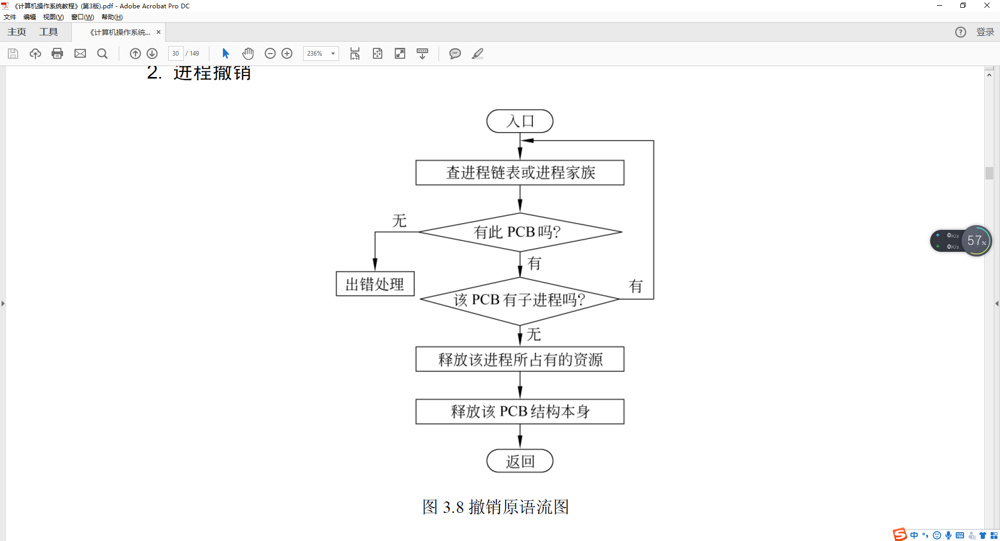 《计算机操作系统教程》(第3版).pdf - Adobe Acrobat Pro DC
文件 编辑 视图(V) 窗口(W) 帮助(H)
主页 工具 《计算机操作系统... × 登录
30 / 149 236%
2. 进程撤销
入口
查进程链表或进程家族
无
有此 PCB 吗?
有
出错处理
有
该 PCB 有子进程吗?
无
释放该进程所占有的资源
释放该 PCB 结构本身
返回
图 3.8 撤销原语流图
0K/s
0K/s
57%
中